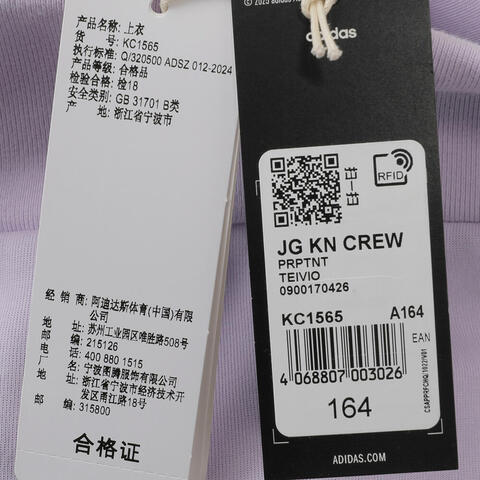 产品名称: 上衣
货 号: KC1565
执行标准: Q/320500 ADSZ 012-2024
产品等级: 合格品
检验合格: 检18
安全类别: GB 31701 B类
产 地: 浙江省宁波市
经 销 商: 阿迪达斯体育(中国)有限
公司
地 址: 苏州工业园区唯胜路508号
邮 编: 215126
电 话: 400 880 1515
厂 名: 宁波图腾服饰有限公司
地 址: 浙江省宁波市经济技术开
发区甬江路18号
邮 编: 315800
合格证
adidas
RFID
JG KN CREW
PRPTNT
TEIVIO
0900170426
KC1565 A164
EAN
4 068807 003026
164
ADIDAS.COM